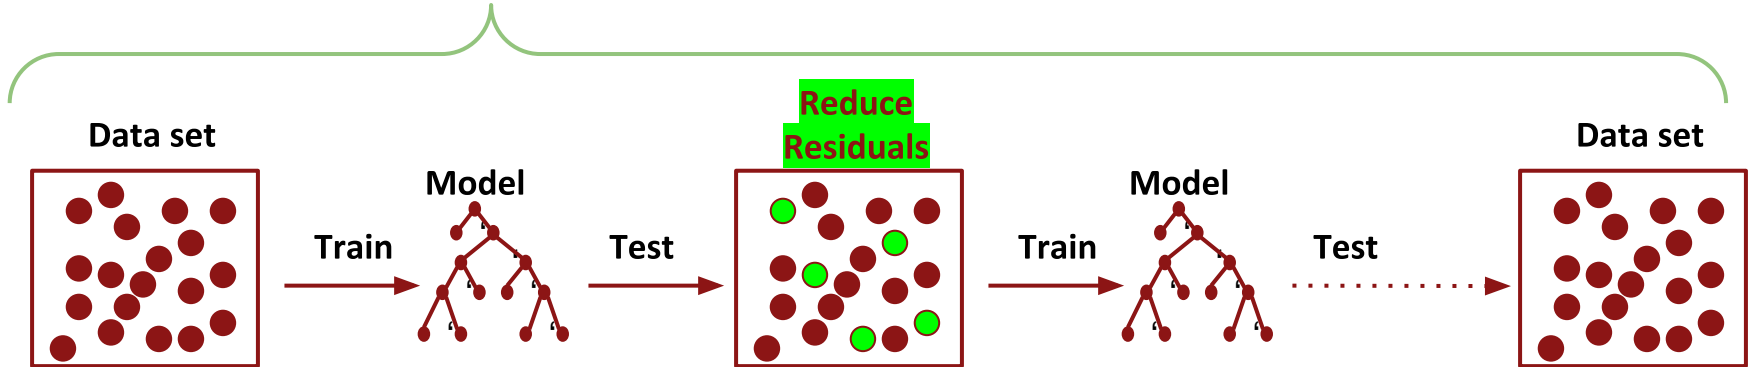 Reduce
Residuals
Data set
Data set
Model
Model
Train
Test
Train
Test